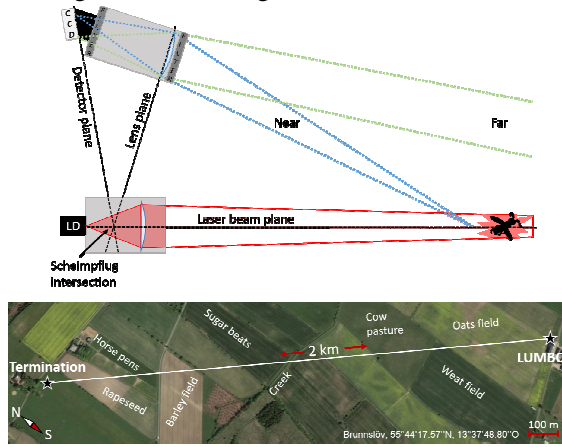 C
C
D
Detector plane
Lens plane
Near
Far
LD
Laser beam plane
Scheimpflug
intersection
Sugar beats
Cow
pasture
Oats field
2 km
Horse pens
LUMBO
Termination
Creek
Weat field
Rapeseed
Barley field
N
S
100 m
Brunnslöv, 55°44'17.57"N, 13°37'48.80"O